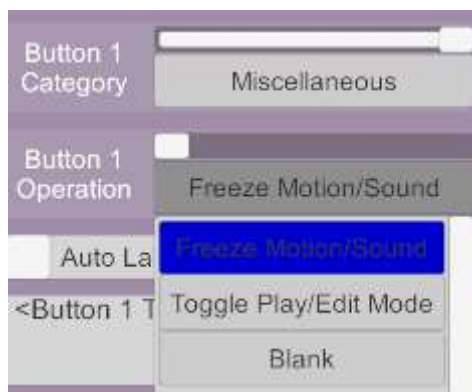 Button 1
Category
Miscellaneous
Button 1
Operation
Freeze Motion/Sound
Auto La
Freeze Motion/Sound
<Button 1 T
Toggle Play/Edit Mode
Blank